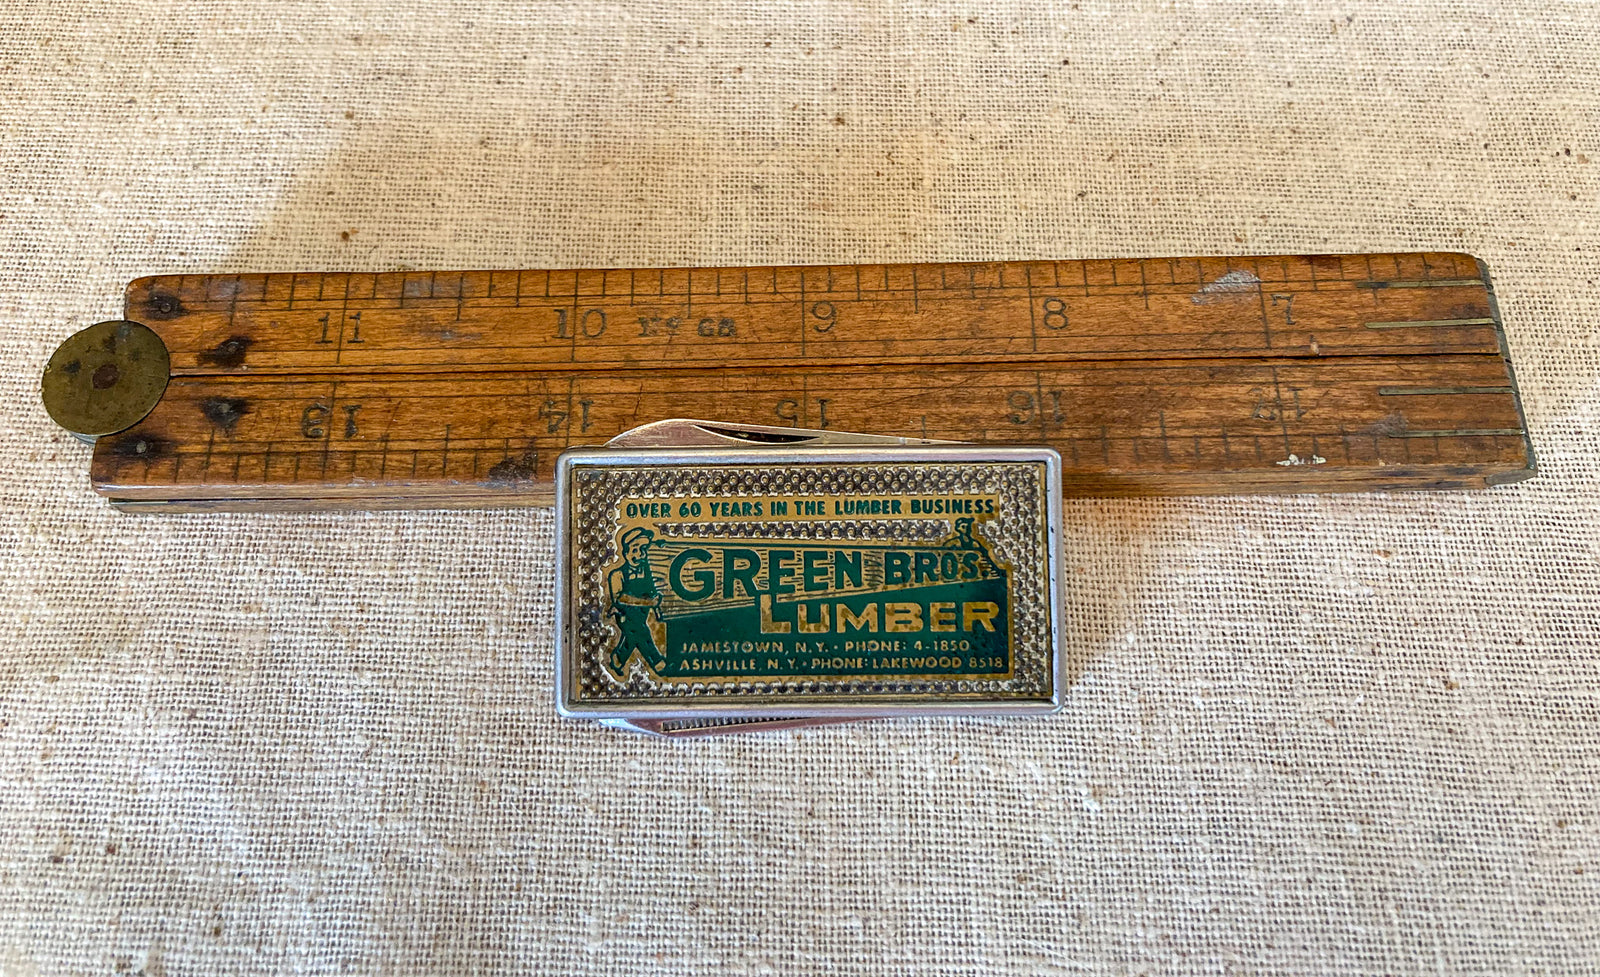 11 10 9 8 7
13 14 15 16 17
OVER 60 YEARS IN THE LUMBER BUSINESS
GREEN BROS.
LUMBER
JAMESTOWN, N.Y. • PHONE: 4-1850
ASHVILLE, N.Y. • PHONE: LAKEWOOD 8518